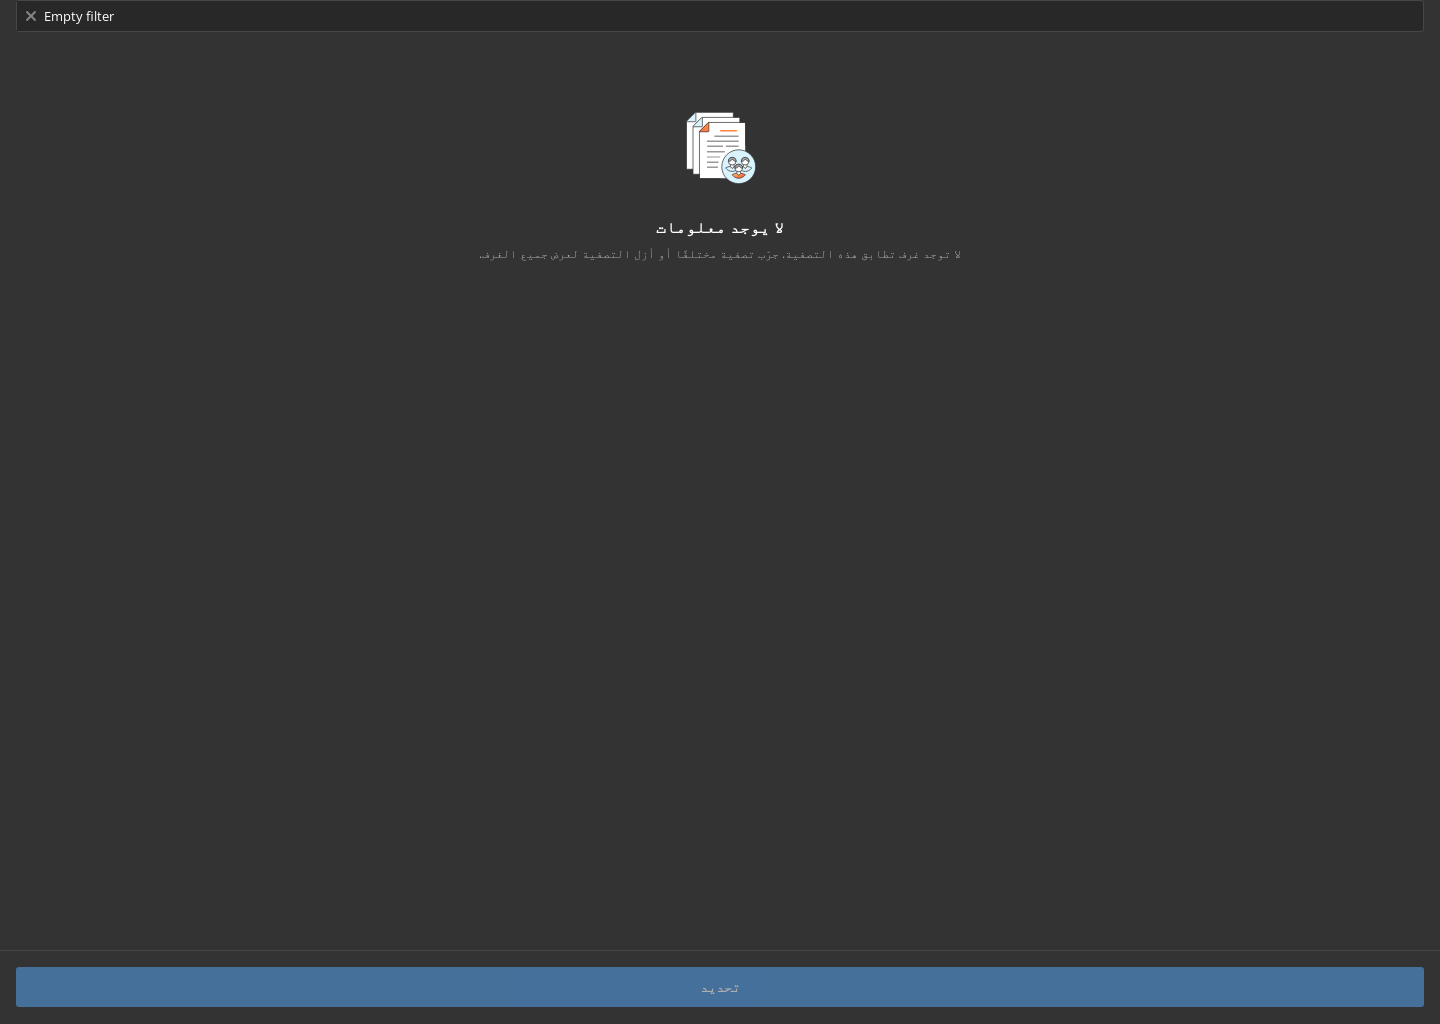 Empty filter
لا يوجد معلومات
لا توجد غرف تطابق هذه التصفية. جرّب تصفية مختلفًا أو أزل التصفية لعرض جميع الغرف.
تحديد